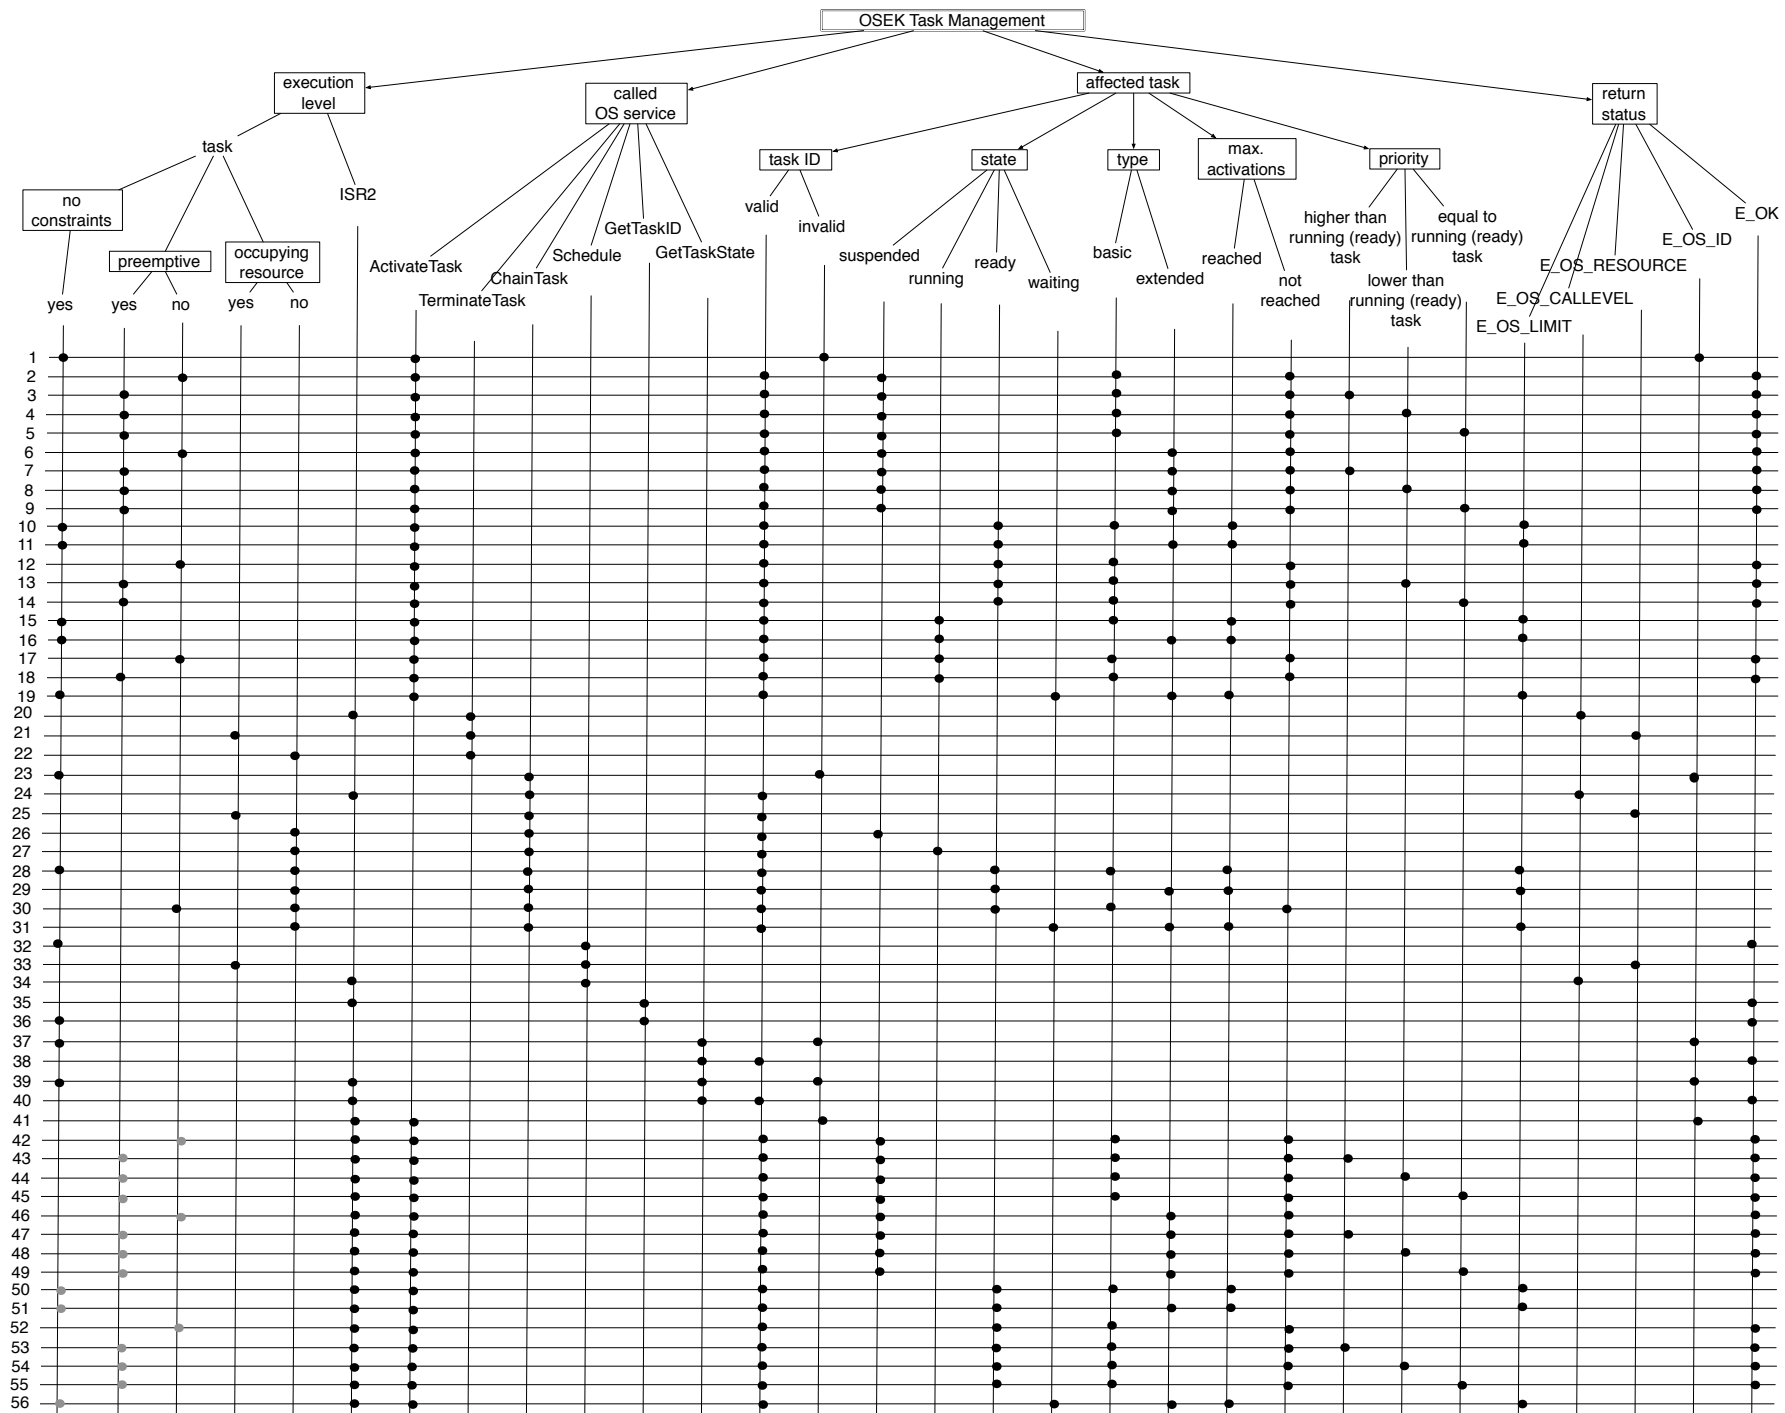 OSEK Task Management
execution
level
called
OS service
affected task
return
status
task
task ID
state
type
max.
activations
priority
no
constraints
ISR2
valid
invalid
preemptive
occupying
resource
GetTaskID
Schedule
GetTaskState
ActivateTask
ChainTask
TerminateTask
suspended
running
ready
waiting
basic
extended
reached
not
reached
higher than
running (ready)
task
equal to
running (ready)
task
lower than
running (ready)
task
E_OK
E_OS_ID
E_OS_RESOURCE
E_OS_CALLEVEL
E_OS_LIMIT
yes
yes
no
yes
no
1
2
3
4
5
6
7
8
9
10
11
12
13
14
15
16
17
18
19
20
21
22
23
24
25
26
27
28
29
30
31
32
33
34
35
36
37
38
39
40
41
42
43
44
45
46
47
48
49
50
51
52
53
54
55
56